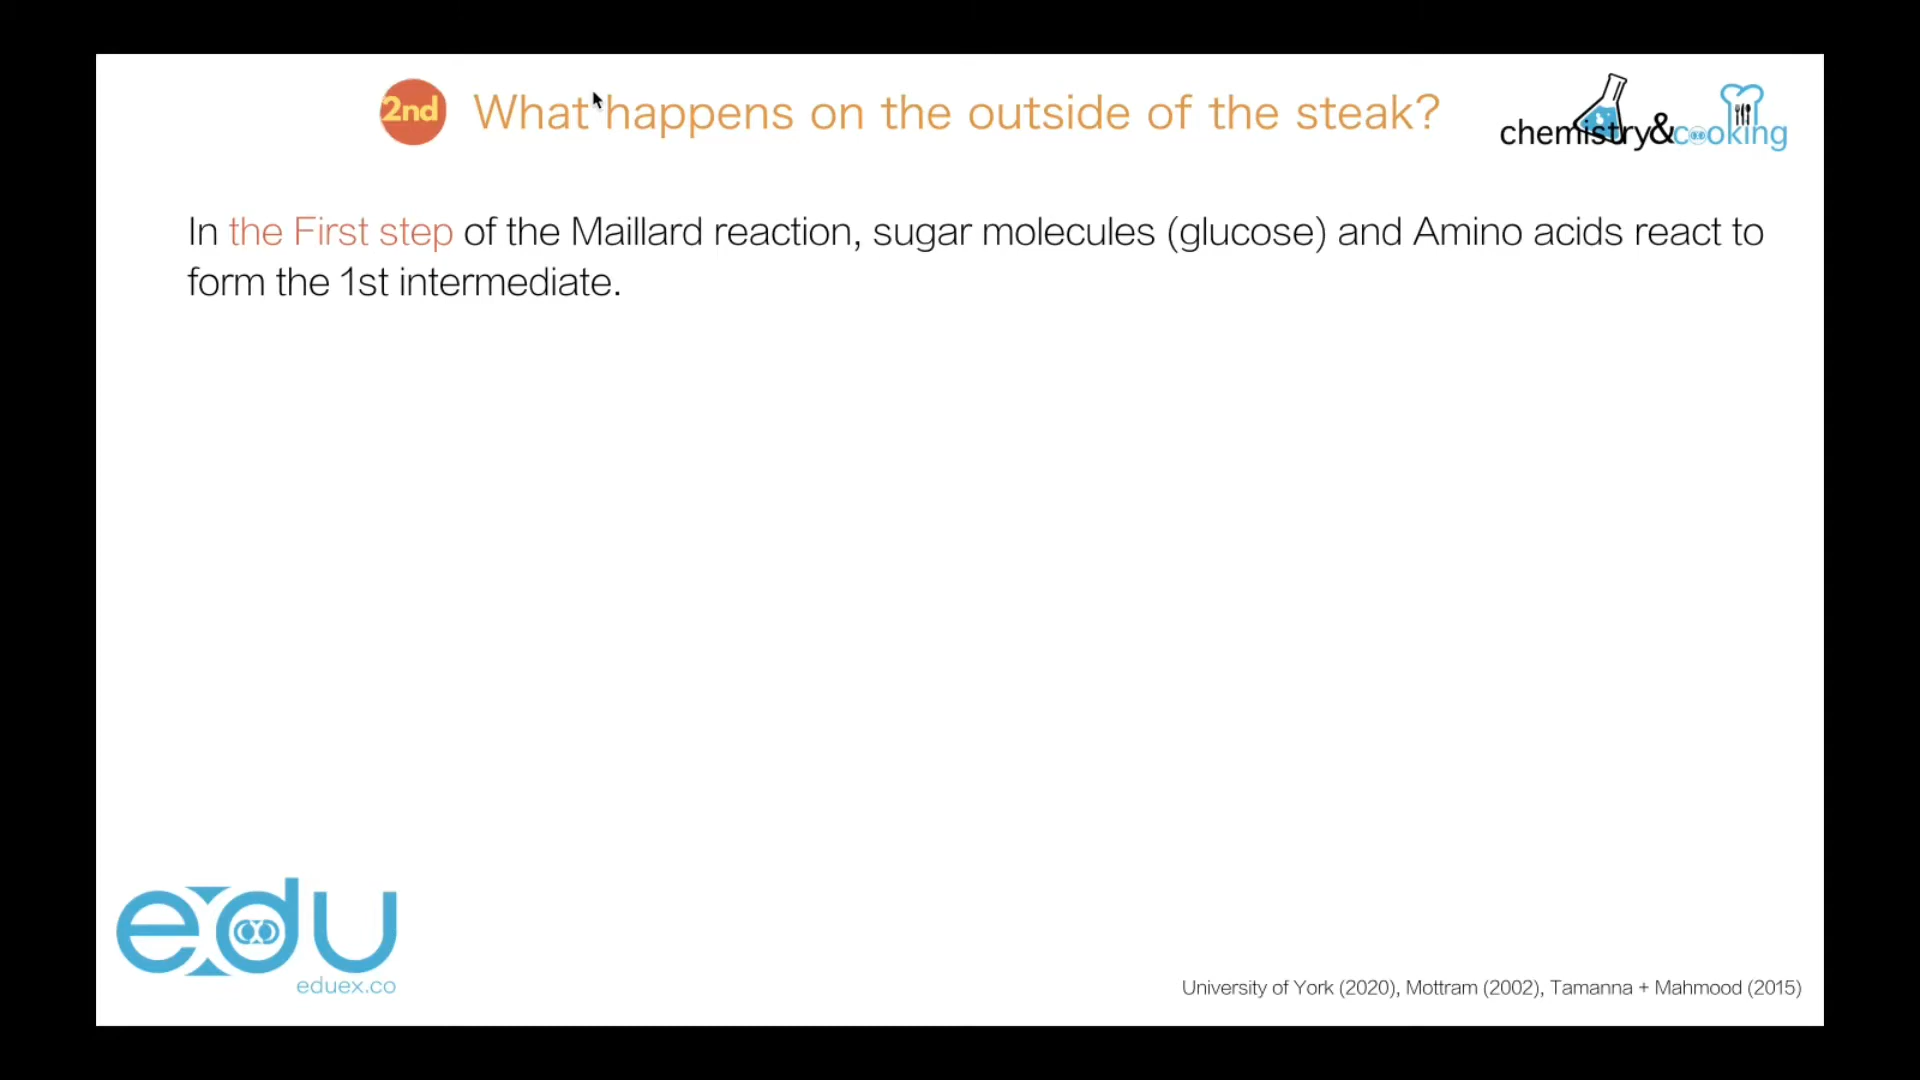 2nd What happens on the outside of the steak?
chemistry&cooking
In the First step of the Maillard reaction, sugar molecules (glucose) and Amino acids react to
form the 1st intermediate.
edu
eduex.co
University of York (2020), Mottram (2002), Tamanna + Mahmood (2015)